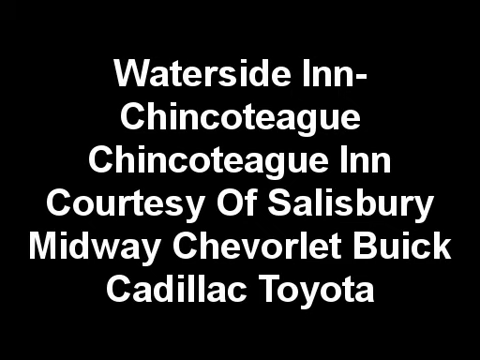 Waterside Inn-
Chincoteague
Chincoteague Inn
Courtesy Of Salisbury
Midway Chevorlet Buick
Cadillac Toyota